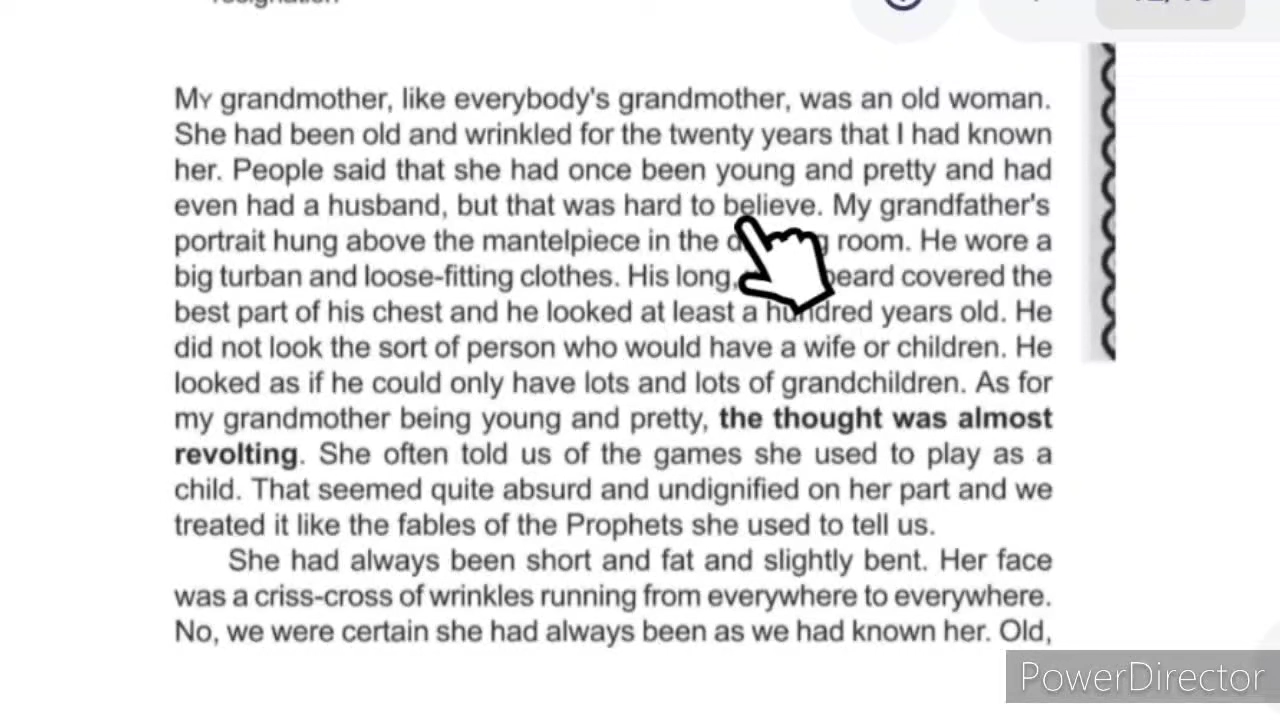 My grandmother, like everybody's grandmother, was an old woman.
She had been old and wrinkled for the twenty years that I had known
her. People said that she had once been young and pretty and had
even had a husband, but that was hard to believe. My grandfather's
portrait hung above the mantelpiece in the room. He wore a
big turban and loose-fitting clothes. His long, beard covered the
best part of his chest and he looked at least a hundred years old. He
did not look the sort of person who would have a wife or children. He
looked as if he could only have lots and lots of grandchildren. As for
my grandmother being young and pretty, the thought was almost
revolting. She often told us of the games she used to play as a
child. That seemed quite absurd and undignified on her part and we
treated it like the fables of the Prophets she used to tell us.
She had always been short and fat and slightly bent. Her face
was a criss-cross of wrinkles running from everywhere to everywhere.
No, we were certain she had always been as we had known her. Old,
PowerDirector